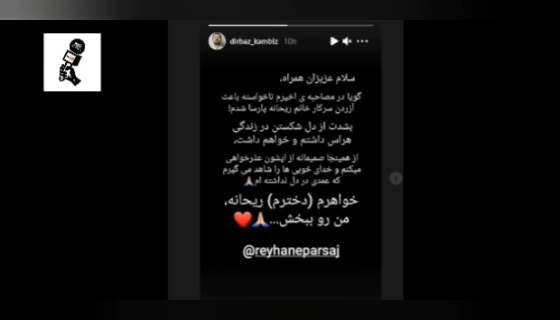 dirbaz_kambiz 10h
سلام عزیزان همراه،
گویا در مصاحبه ی اخیرم ناخواسته باعث
آزردن سرکار خانم ریحانه پارسا شدم!
بشدت از دل شکستن در زندگی
هراس داشتم و خواهم داشت.
از همینجا صمیمانه از ایشون عذرخواهی
میکنم و خدای خوبی ها را شاهد می گیرم
که عمدی در دل نداشته ام🙏🏻
خواهرم (دخترم) ریحانه،
من رو ببخش...🙏🏻❤️
@reyhaneparsaj